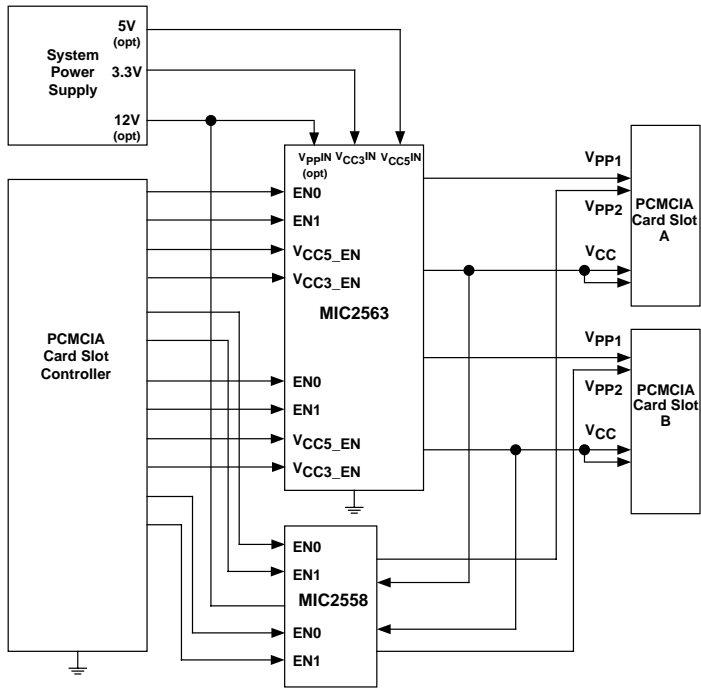 5V
(opt)
System
Power
Supply
3.3V
12V
(opt)
VPPIN (opt)
VCC3IN
VCC5IN
EN0
EN1
VCC5_EN
VCC3_EN
MIC2563
EN0
EN1
VCC5_EN
VCC3_EN
PCMCIA
Card Slot
Controller
EN0
EN1
MIC2558
EN0
EN1
VPP1
VPP2
VCC
PCMCIA
Card Slot
A
VPP1
VPP2
VCC
PCMCIA
Card Slot
B